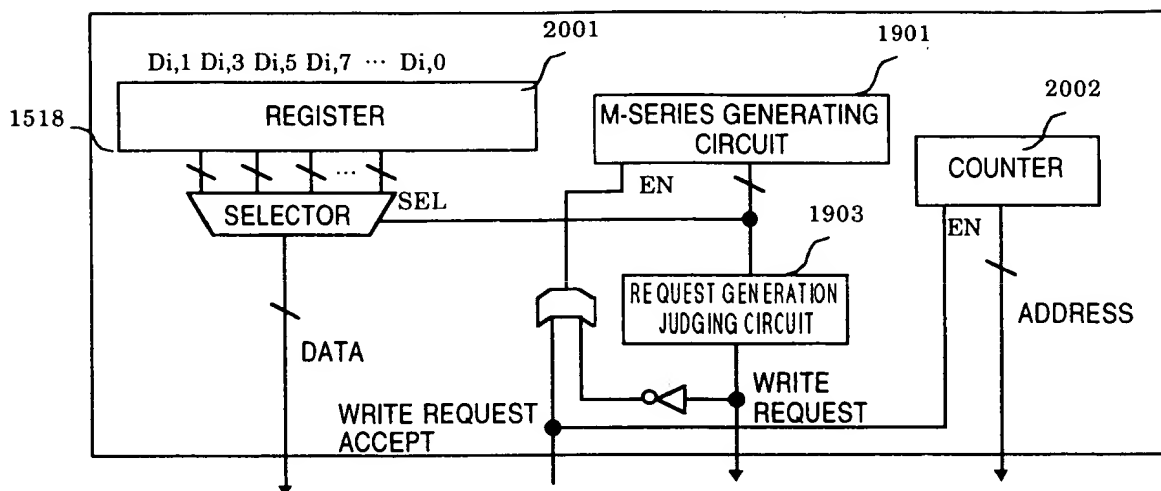 2001
1901
Di,1 Di,3 Di,5 Di,7 ··· Di,0
2002
1518
REGISTER
M-SERIES GENERATING
CIRCUIT
COUNTER
···
EN
SEL
SELECTOR
1903
EN
REQUEST GENERATION
JUDGING CIRCUIT
ADDRESS
DATA
WRITE
REQUEST
WRITE REQUEST
ACCEPT